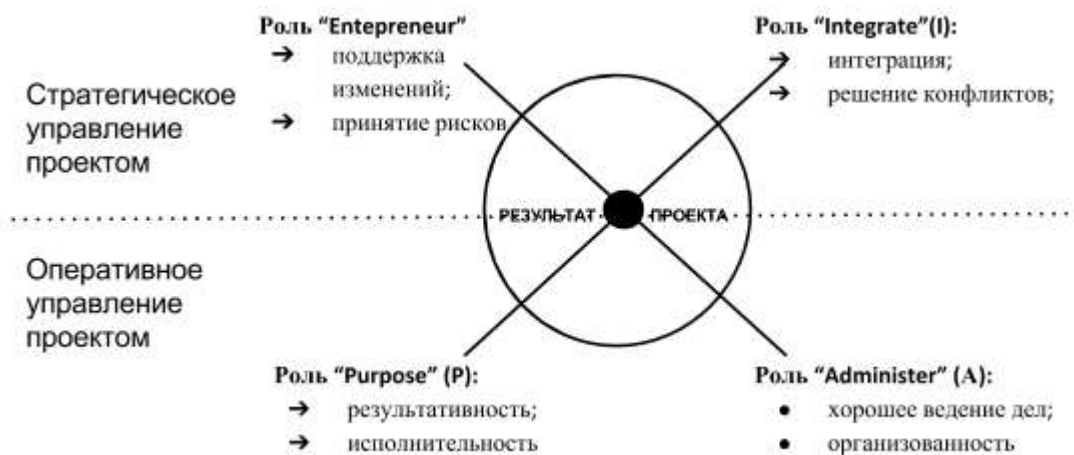 Роль “Entepreneur”
➔ поддержка
изменений;
➔ принятие рисков
Роль “Integrate”(I):
➔ интеграция;
➔ решение конфликтов;
Стратегическое
управление
проектом
РЕЗУЛЬТАТ ПРОЕКТА
Оперативное
управление
проектом
Роль “Purpose” (P):
➔ результативность;
➔ исполнительность
Роль “Administer” (A):
● хорошее ведение дел;
● организованность